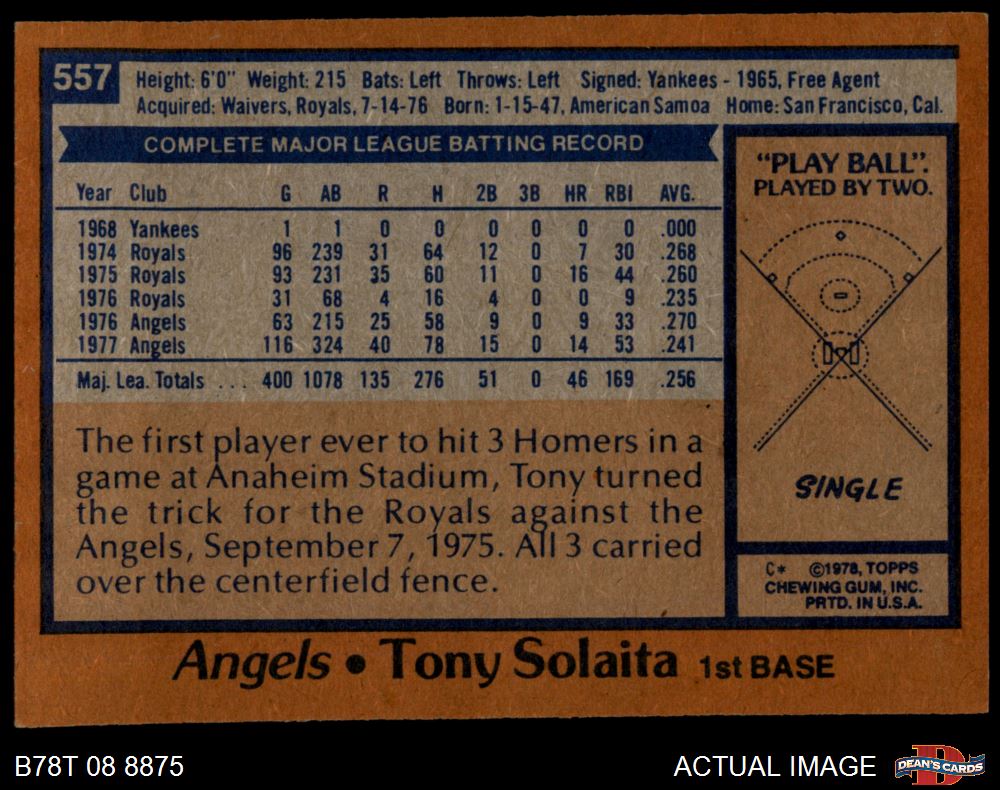 557
Height: 6'0" Weight: 215 Bats: Left Throws: Left Signed: Yankees - 1965, Free Agent
Acquired: Waivers, Royals, 7-14-76 Born: 1-15-47, American Samoa Home: San Francisco, Cal.
COMPLETE MAJOR LEAGUE BATTING RECORD
Year Club G AB R H 2B 3B HR RBI AVG.
1968 Yankees 1 1 0 0 0 0 0 0 .000
1974 Royals 96 239 31 64 12 0 7 30 .268
1975 Royals 93 231 35 60 11 0 16 44 .260
1976 Royals 31 68 4 16 4 0 0 9 .235
1976 Angels 63 215 25 58 9 0 9 33 .270
1977 Angels 116 324 40 78 15 0 14 53 .241
Maj. Lea. Totals ... 400 1078 135 276 51 0 46 169 .256
The first player ever to hit 3 Homers in a
game at Anaheim Stadium, Tony turned
the trick for the Royals against the
Angels, September 7, 1975. All 3 carried
over the centerfield fence.
"PLAY BALL".
PLAYED BY TWO.
SINGLE
C* ©1978, TOPPS
CHEWING GUM, INC.
PRTD. IN U.S.A.
Angels • Tony Solaita 1st BASE
B78T 08 8875
ACTUAL IMAGE
D
DEAN'S CARDS